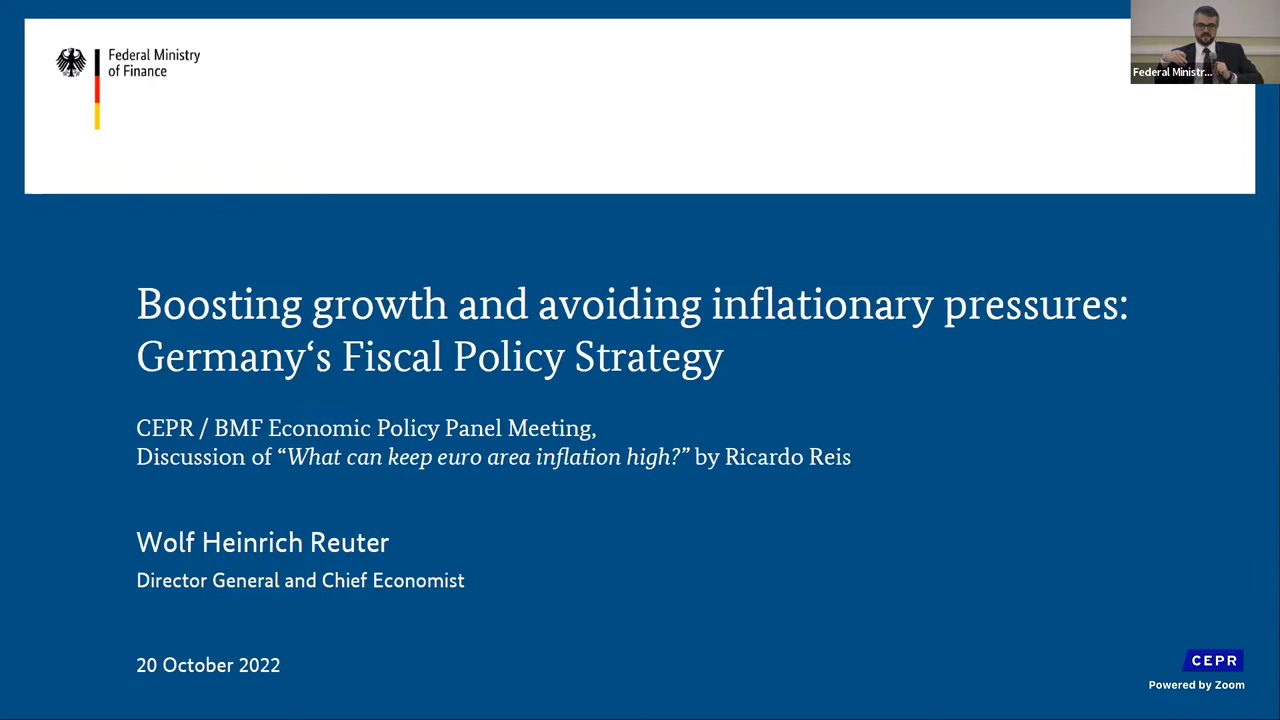 Federal Ministry
of Finance
Federal Ministr...
Boosting growth and avoiding inflationary pressures:
Germany‘s Fiscal Policy Strategy
CEPR / BMF Economic Policy Panel Meeting,
Discussion of “What can keep euro area inflation high?” by Ricardo Reis
Wolf Heinrich Reuter
Director General and Chief Economist
20 October 2022
CEPR
Powered by Zoom